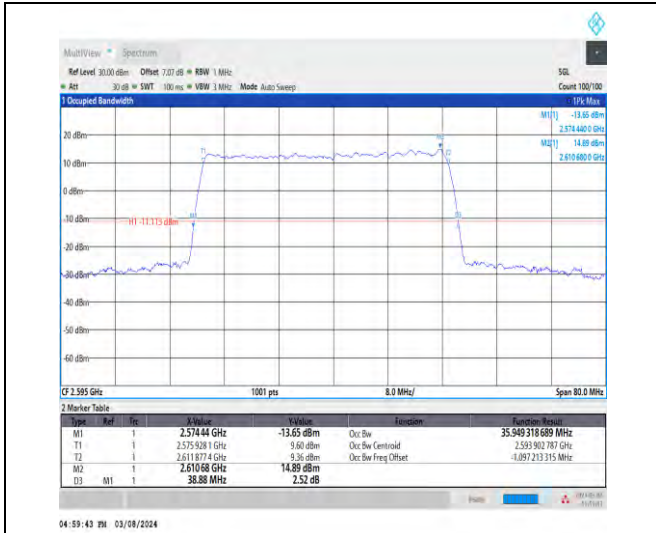 MultiView Spectrum
Ref Level 30.00 dBm Offset 7.07 dB RBW 1 MHz SGL
Att 30 dB SWT 100 ms VBW 3 MHz Mode Auto Sweep Count 100/100
1 Occupied Bandwidth 1Pk Max
M1[1] -13.65 dBm
2.574 440 0 GHz
20 dBm M2[1] 14.89 dBm
2.610 680 0 GHz
T1 M2 T2
10 dBm
0 dBm
-10 dBm H1 -11.113 dBm M1 D3
-20 dBm
-30 dBm
-40 dBm
-50 dBm
-60 dBm
CF 2.595 GHz 1001 pts 8.0 MHz/ Span 80.0 MHz
2 Marker Table
Type Ref Trc X-Value Y-Value Function Function Result
M1 1 2.57444 GHz -13.65 dBm Occ Bw 35.949 318 689 MHz
T1 1 2.575 928 1 GHz 9.60 dBm Occ Bw Centroid 2.593 902 787 GHz
T2 1 2.611 877 4 GHz 9.36 dBm Occ Bw Freq Offset -1.097 213 315 MHz
M2 1 2.61068 GHz 14.89 dBm
D3 M1 1 38.88 MHz 2.52 dB
04:59:43 PM 03/08/2024